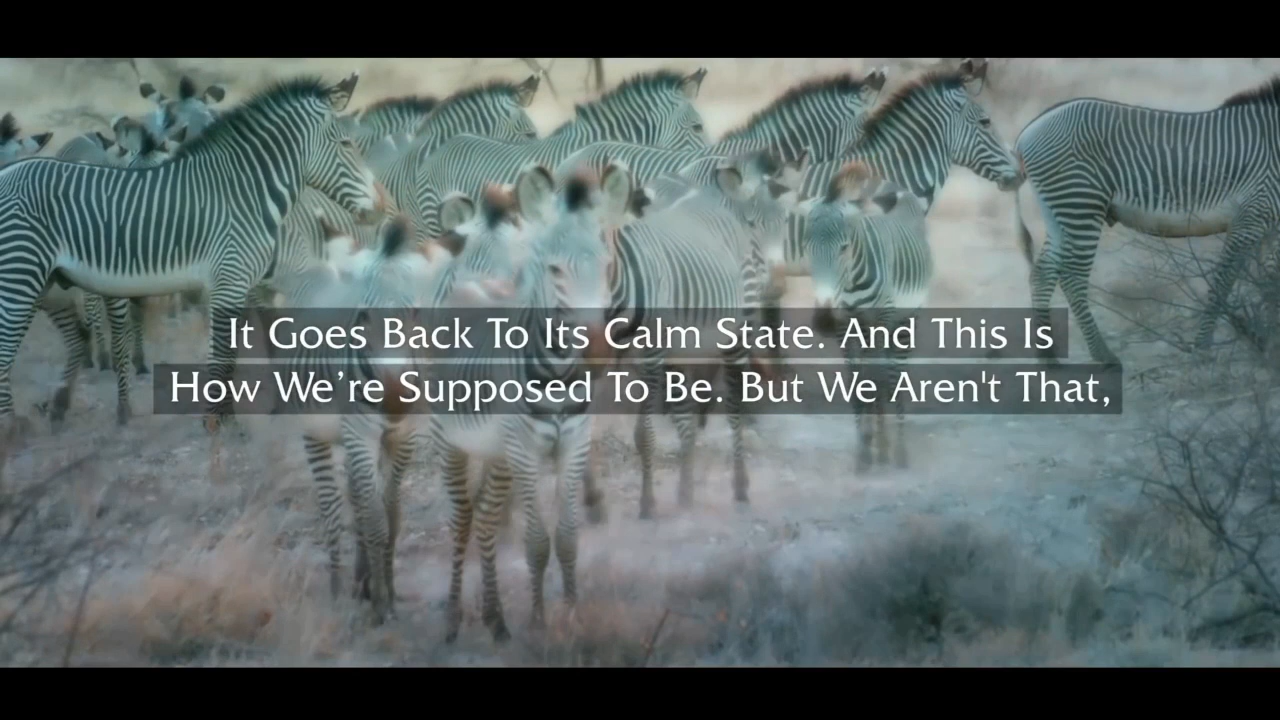 It Goes Back To Its Calm State. And This Is
How We’re Supposed To Be. But We Aren't That,